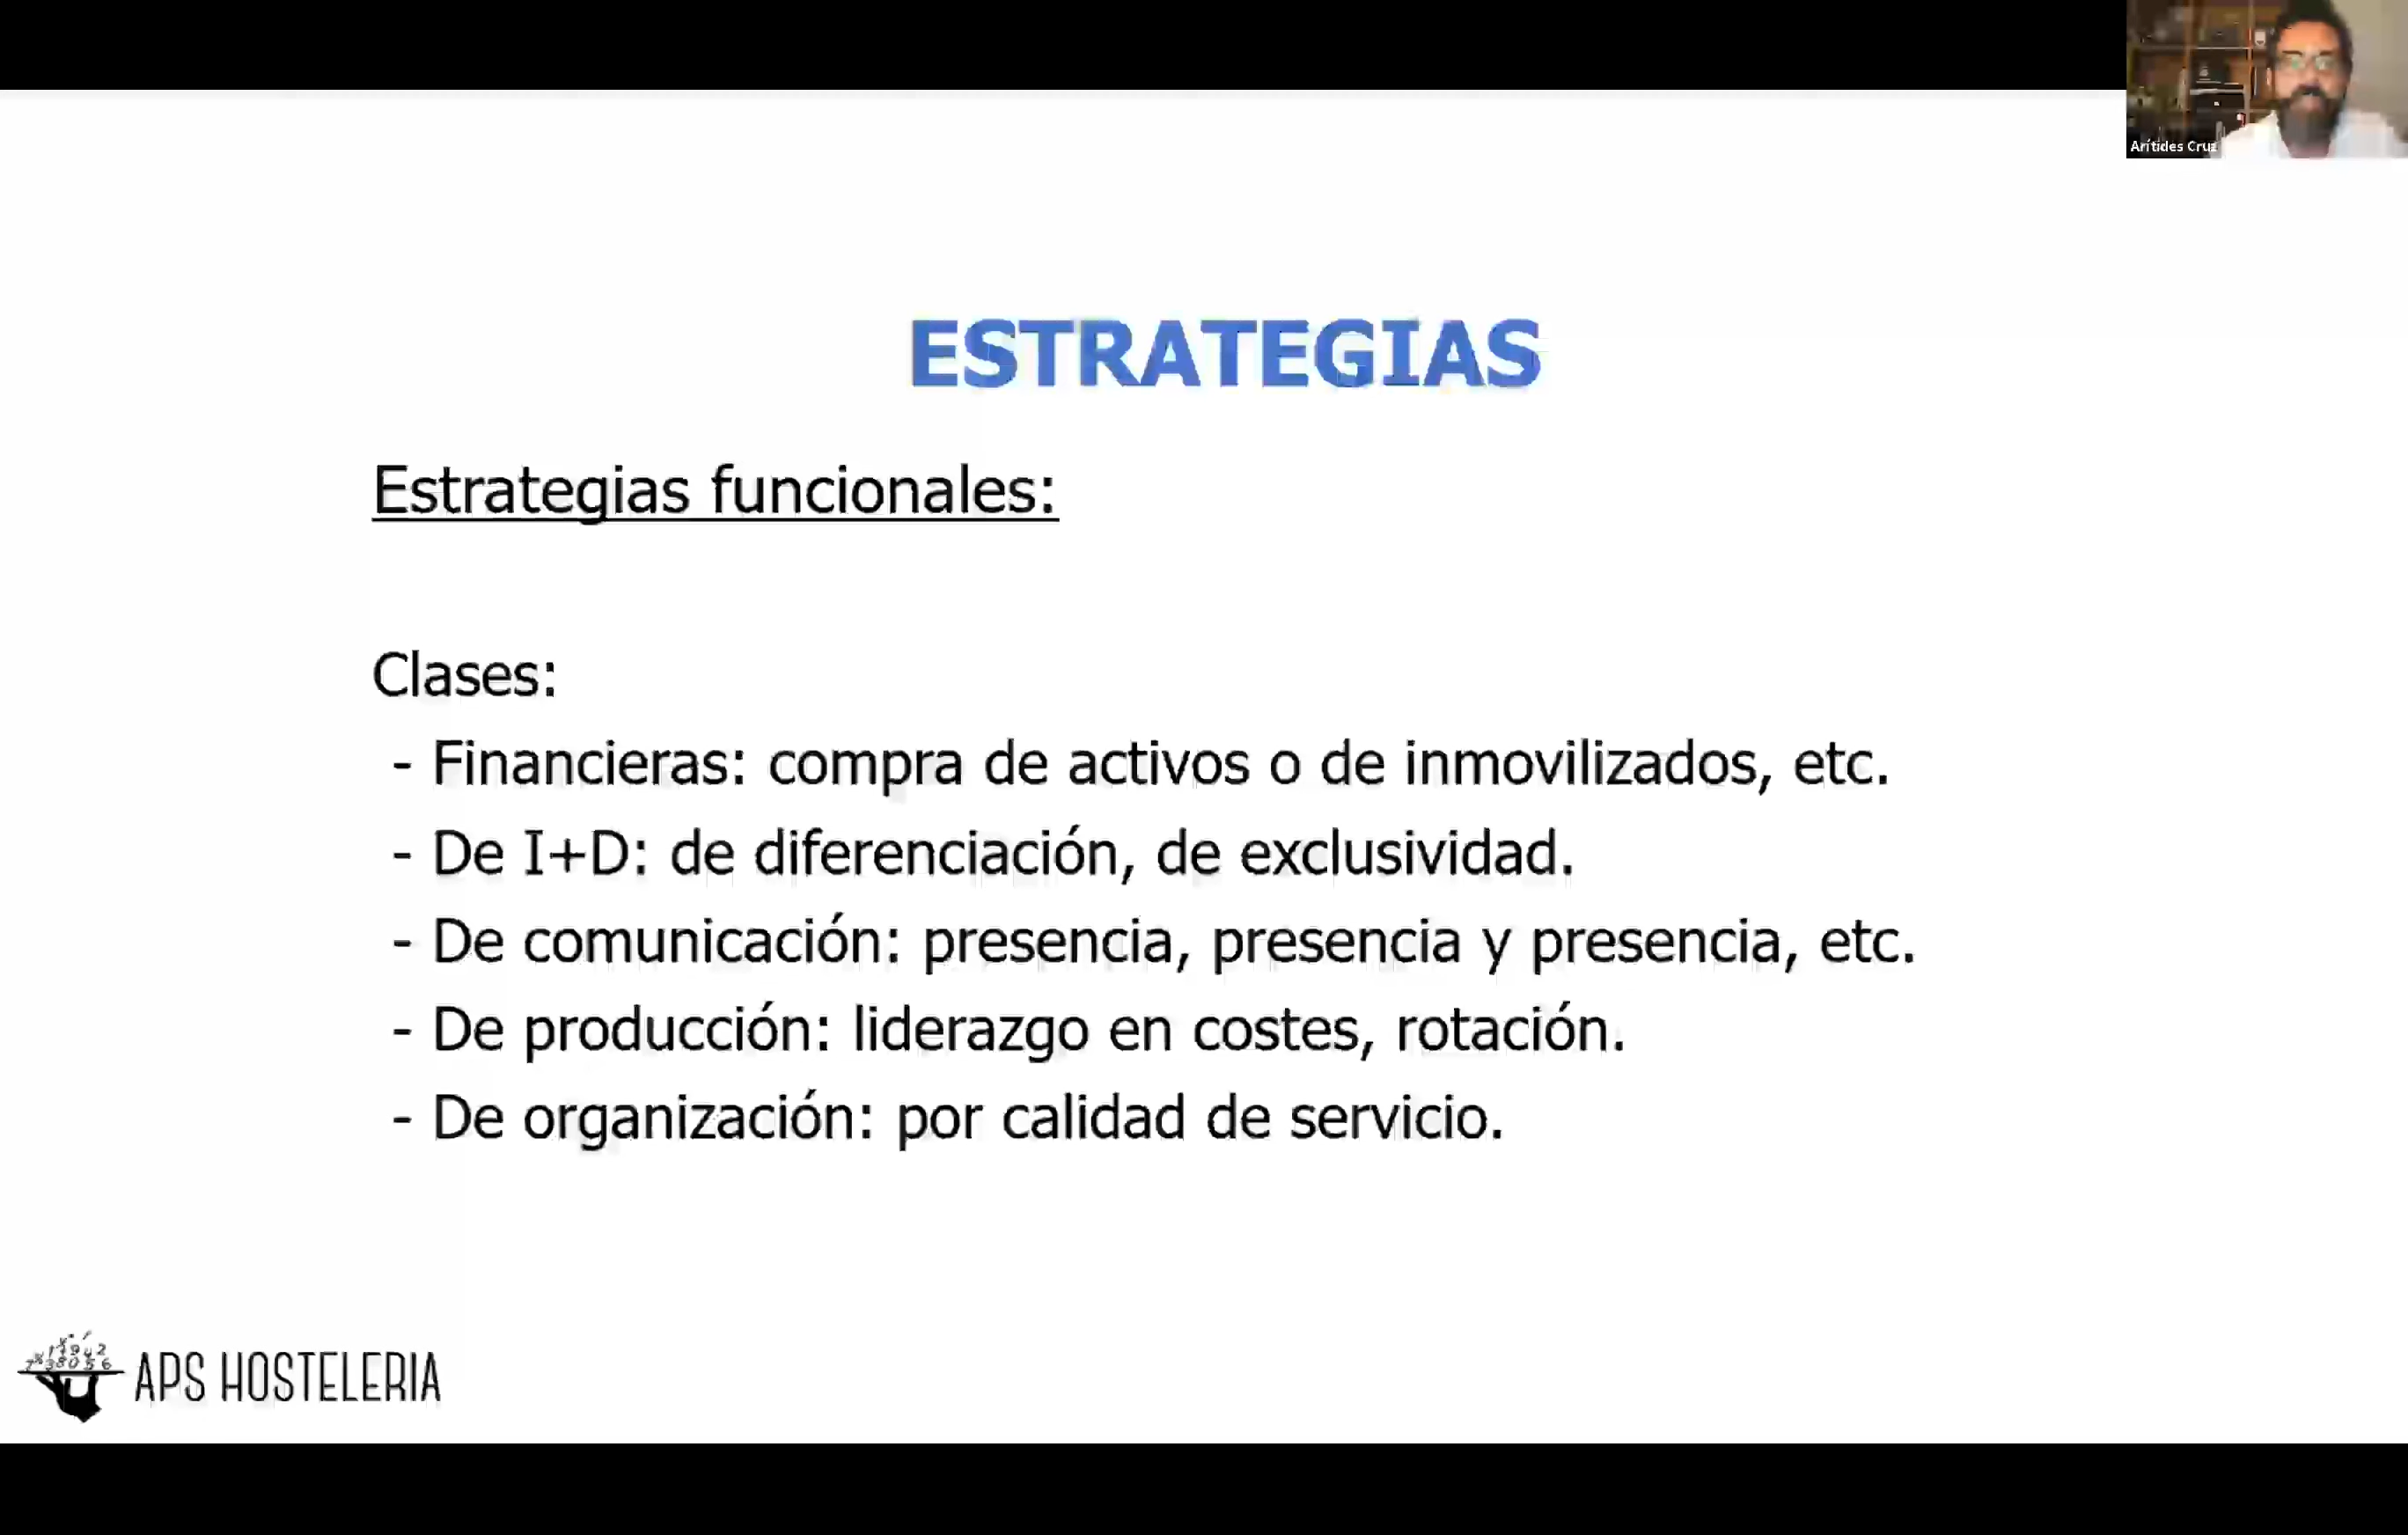 Arítides Cruz
ESTRATEGIAS
Estrategias funcionales:
Clases:
- Financieras: compra de activos o de inmovilizados, etc.
- De I+D: de diferenciación, de exclusividad.
- De comunicación: presencia, presencia y presencia, etc.
- De producción: liderazgo en costes, rotación.
- De organización: por calidad de servicio.
APS HOSTELERIA